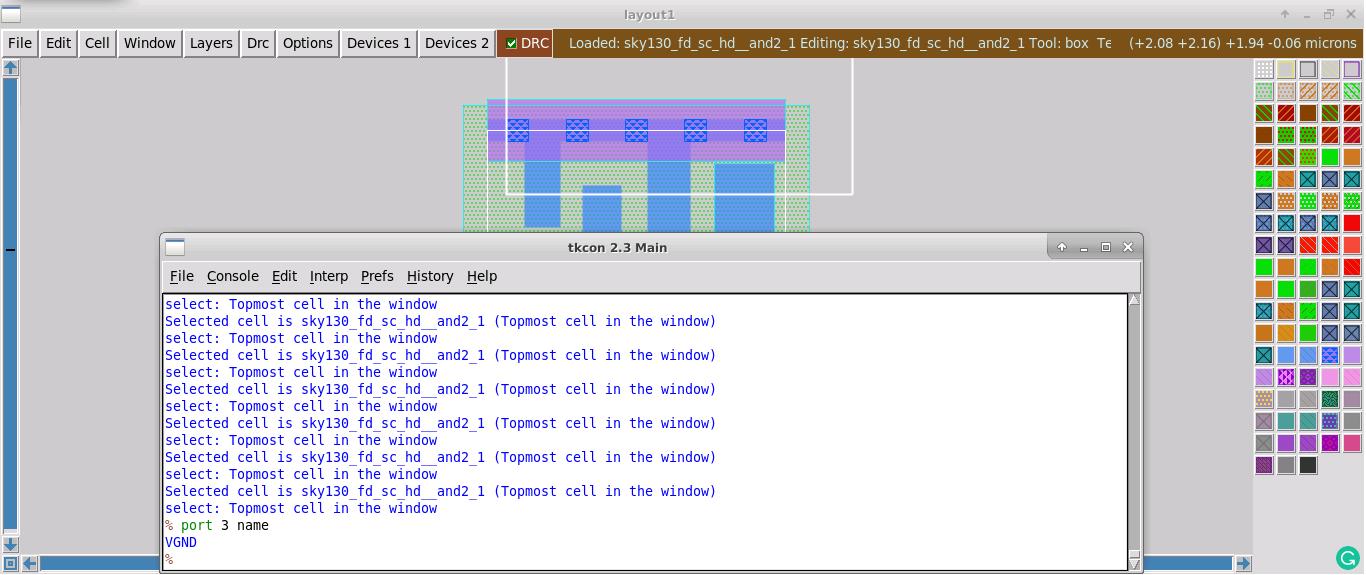 layout1
File Edit Cell Window Layers Drc Options Devices 1 Devices 2 DRC Loaded: sky130_fd_sc_hd__and2_1 Editing: sky130_fd_sc_hd__and2_1 Tool: box Te (+2.08 +2.16) +1.94 -0.06 microns
tkcon 2.3 Main
File Console Edit Interp Prefs History Help
select: Topmost cell in the window
Selected cell is sky130_fd_sc_hd__and2_1 (Topmost cell in the window)
select: Topmost cell in the window
Selected cell is sky130_fd_sc_hd__and2_1 (Topmost cell in the window)
select: Topmost cell in the window
Selected cell is sky130_fd_sc_hd__and2_1 (Topmost cell in the window)
select: Topmost cell in the window
Selected cell is sky130_fd_sc_hd__and2_1 (Topmost cell in the window)
select: Topmost cell in the window
Selected cell is sky130_fd_sc_hd__and2_1 (Topmost cell in the window)
select: Topmost cell in the window
Selected cell is sky130_fd_sc_hd__and2_1 (Topmost cell in the window)
select: Topmost cell in the window
% port 3 name
VGND
%